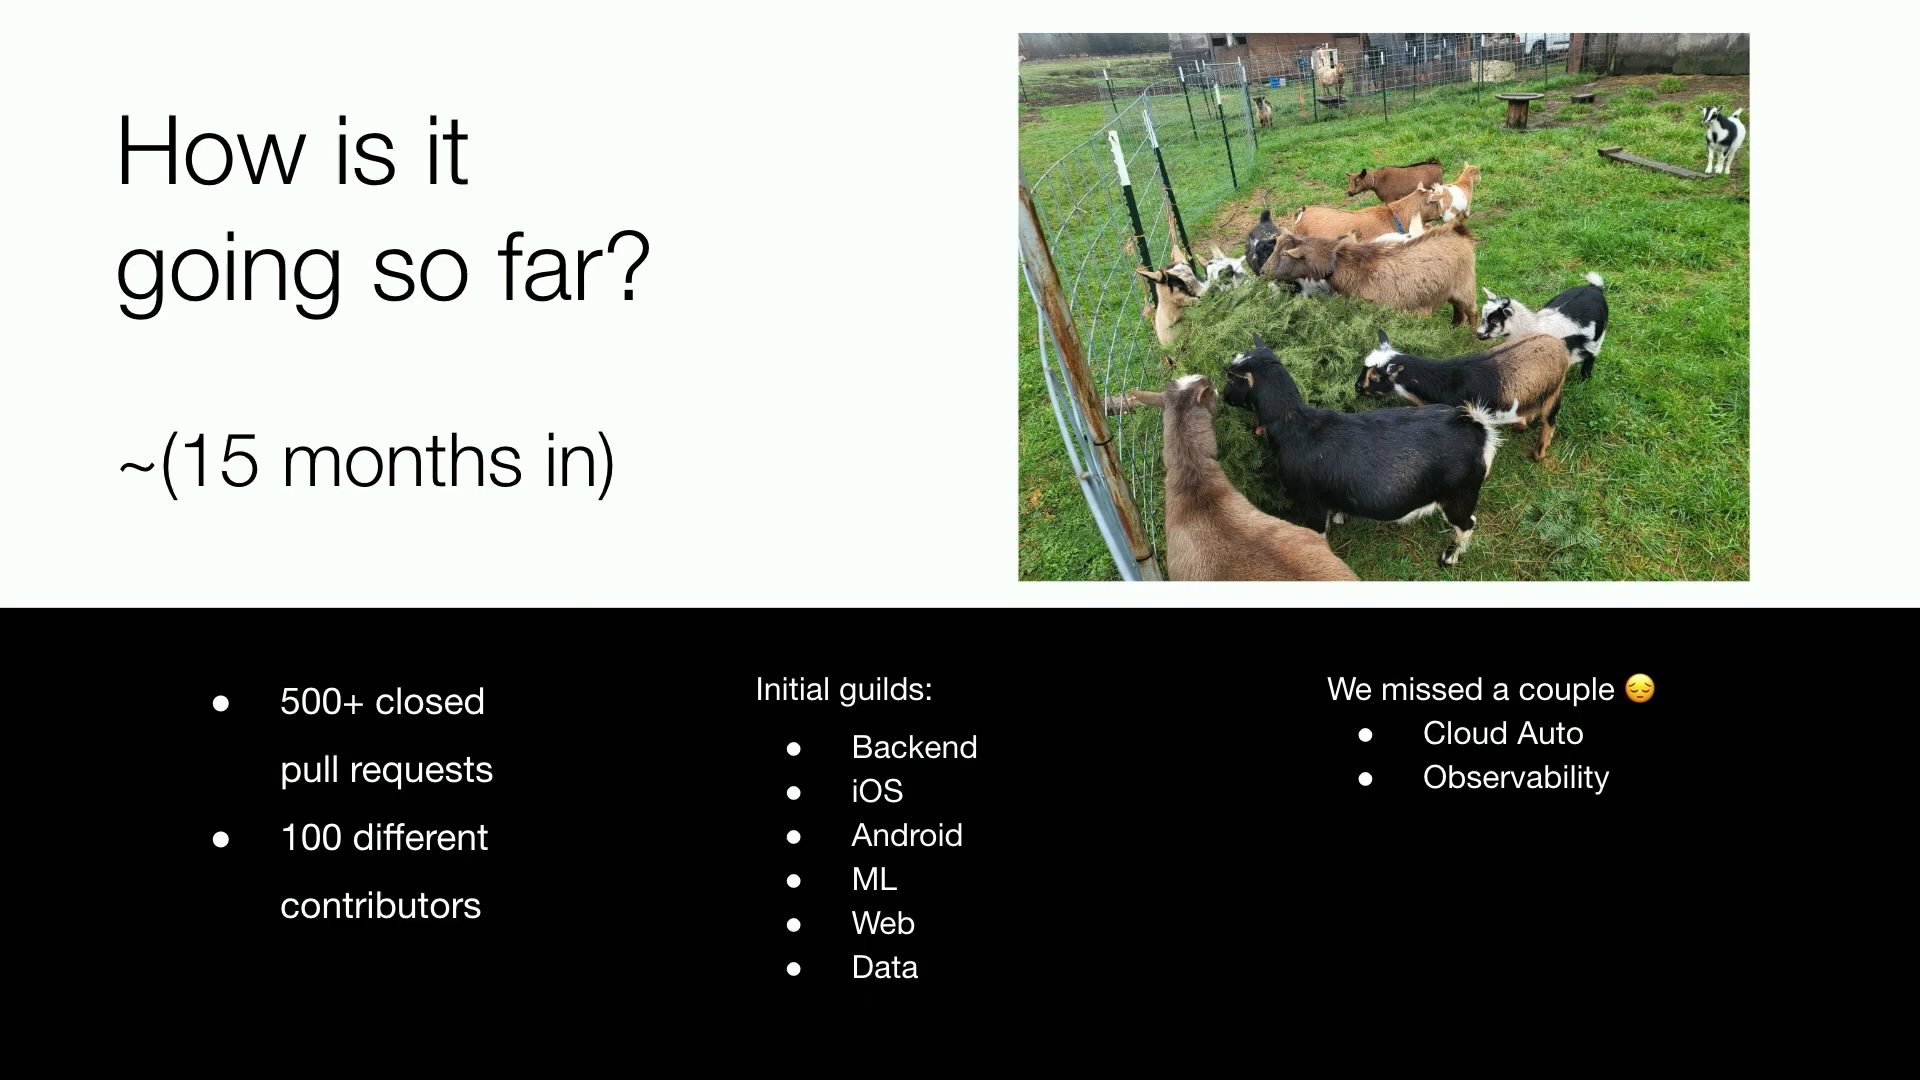 How is it
going so far?
~(15 months in)
● 500+ closed
pull requests
● 100 different
contributors
Initial guilds:
● Backend
● iOS
● Android
● ML
● Web
● Data
We missed a couple 😔
● Cloud Auto
● Observability